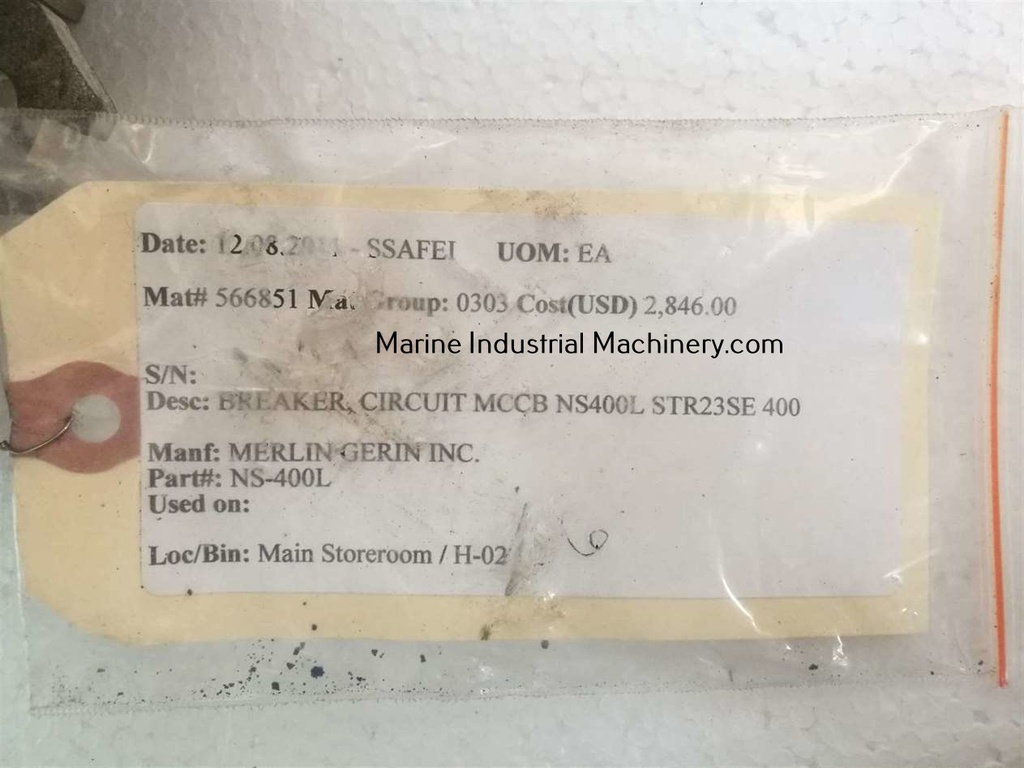 Date: 12.08.2011 - SSAFEI UOM: EA
Mat# 566851 Mat Group: 0303 Cost(USD) 2,846.00
Marine Industrial Machinery.com
S/N:
Desc: BREAKER, CIRCUIT MCCB NS400L STR23SE 400
Manf: MERLIN GERIN INC.
Part#: NS-400L
Used on:
Loc/Bin: Main Storeroom / H-02